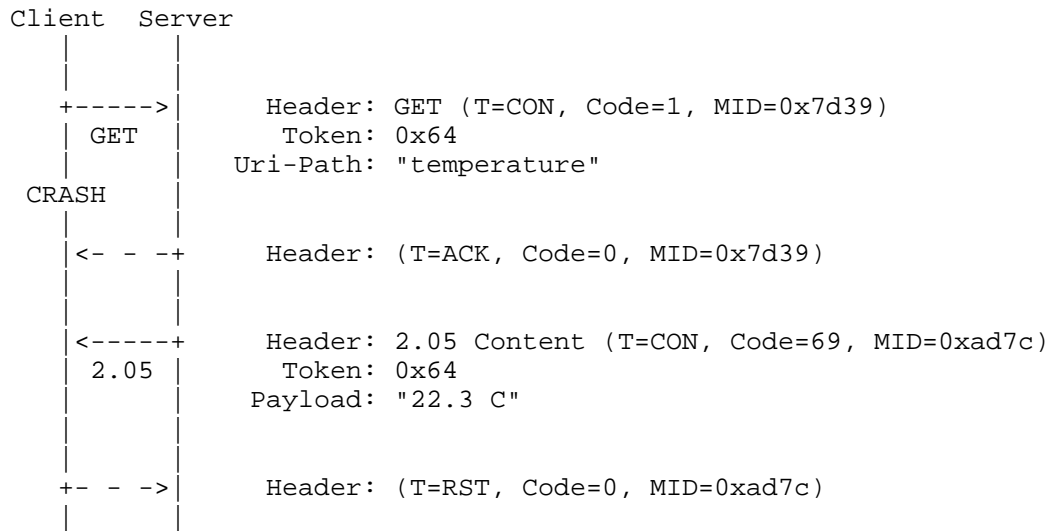 Client  Server
   |      |
   |      |
   +----->|     Header: GET (T=CON, Code=1, MID=0x7d39)
   | GET  |      Token: 0x64
   |      |   Uri-Path: "temperature"
 CRASH    |
   |      |
   |<- - -+     Header: (T=ACK, Code=0, MID=0x7d39)
   |      |
   |      |
   |<-----+     Header: 2.05 Content (T=CON, Code=69, MID=0xad7c)
   | 2.05 |      Token: 0x64
   |      |    Payload: "22.3 C"
   |      |
   |      |
   +- - ->|     Header: (T=RST, Code=0, MID=0xad7c)
   |      |